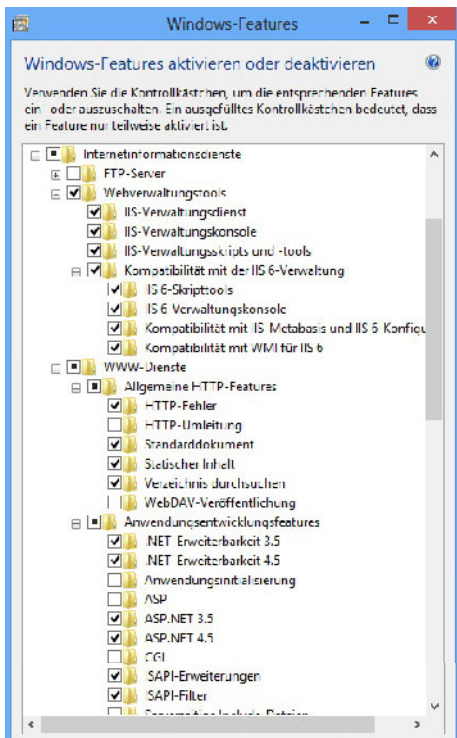 Windows-Features
Windows-Features aktivieren oder deaktivieren
Verwenden Sie die Kontrollkästchen, um die entsprechenden Features
ein- oder auszuschalten. Ein ausgefülltes Kontrollkästchen bedeutet, dass
ein Feature nur teilweise aktiviert ist.
Internetinformationsdienste
FTP-Server
Webverwaltungstools
IIS-Verwaltungsdienst
IIS-Verwaltungskonsole
IIS-Verwaltungsskripts und -tools
Kompatibilität mit der IIS 6-Verwaltung
IIS 6-Skripttools
IIS 6-Verwaltungskonsole
Kompatibilität mit IIS-Metabasis und IIS 6-Konfigu
Kompatibilität mit WMI für IIS 6
WWW-Dienste
Allgemeine HTTP-Features
HTTP-Fehler
HTTP-Umleitung
Standarddokument
Statischer Inhalt
Verzeichnis durchsuchen
WebDAV-Veröffentlichung
Anwendungsentwicklungsfeatures
.NET-Erweiterbarkeit 3.5
.NET-Erweiterbarkeit 4.5
Anwendungsinitialisierung
ASP
ASP.NET 3.5
ASP.NET 4.5
CGI
ISAPI-Erweiterungen
ISAPI-Filter